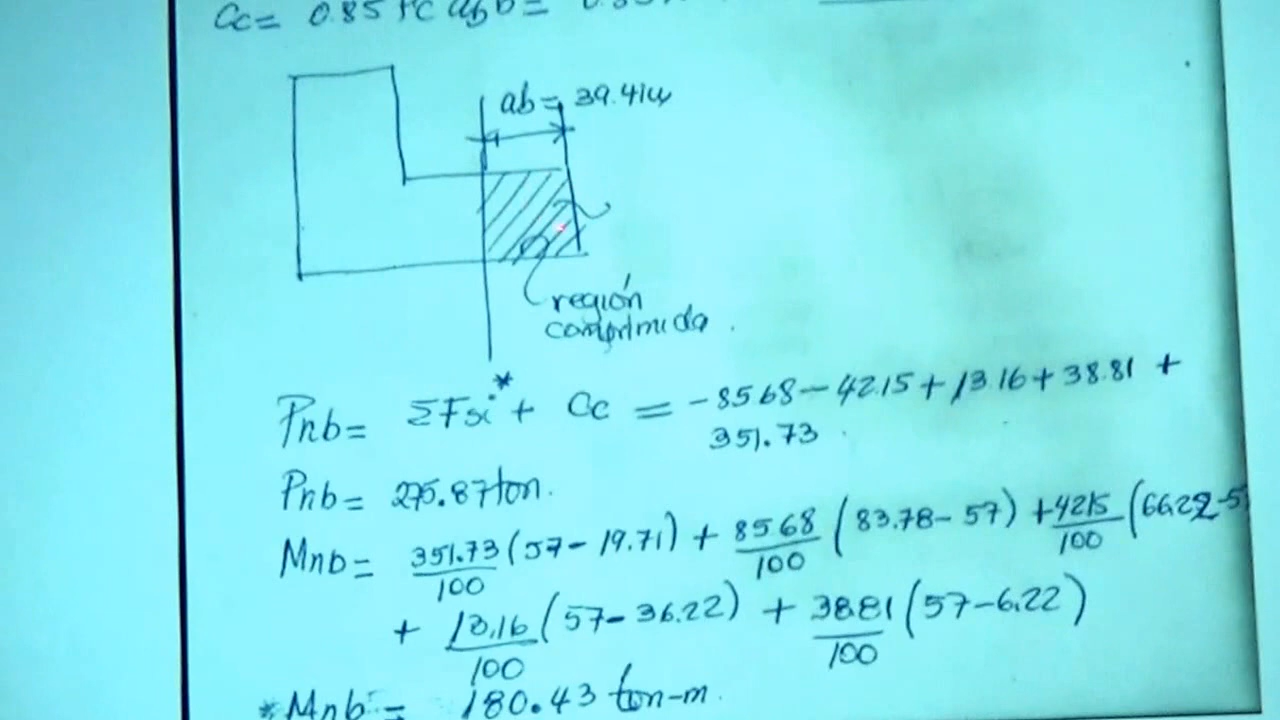 Cc= 0.85 f'c ab b=
ab= 39.41cm
región
comprimida.
Pnb= ΣFsi* + Cc = -85.68 - 42.15 + 13.16 + 38.81 +
351.73
Pnb= 275.87 ton.
Mnb= 351.73/100 (57-19.71) + 85.68/100 (83.78-57) + 42.15/100 (66.22-5
+ 13.16/100 (57-36.22) + 38.81/100 (57-6.22)
*Mnb = 180.43 ton-m.